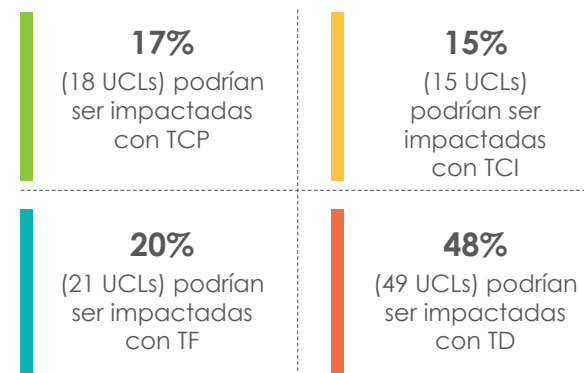 17%
(18 UCLs) podrían
ser impactadas
con TCP
15%
(15 UCLs)
podrían ser
impactadas
con TCI
20%
(21 UCLs) podrían
ser impactadas
con TF
48%
(49 UCLs) podrían
ser impactadas
con TD